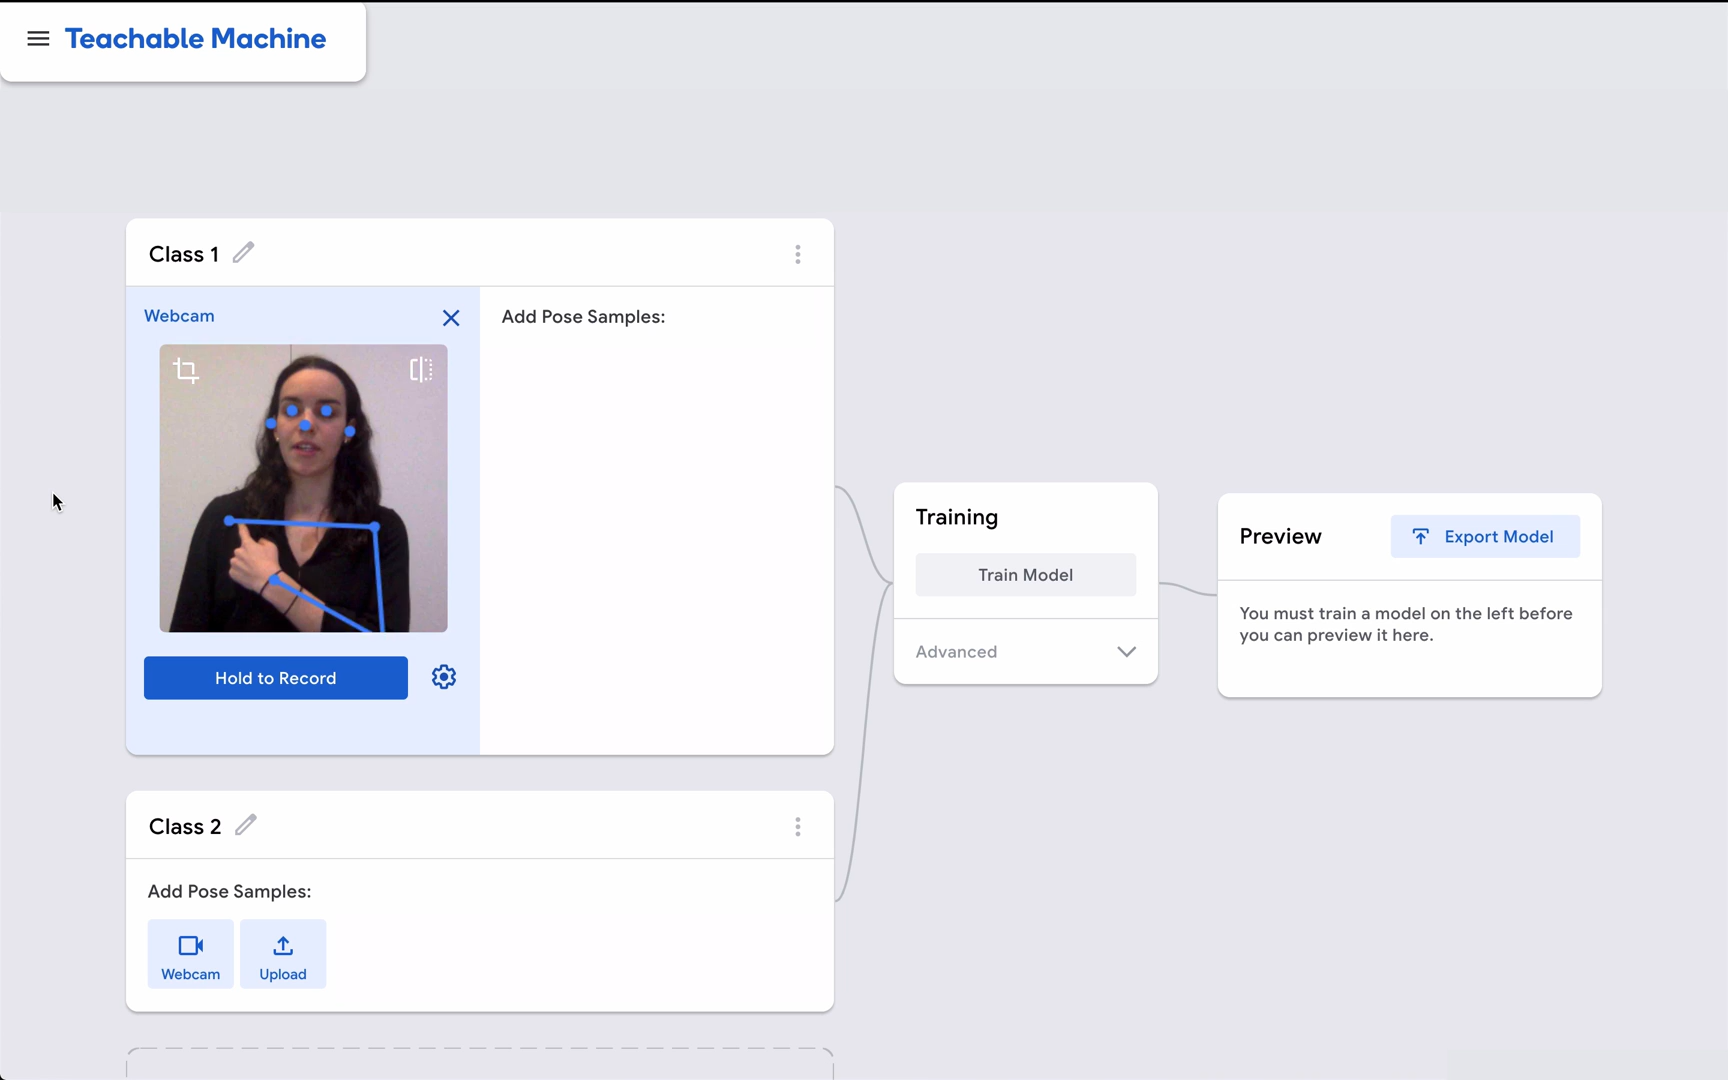 Teachable Machine
Class 1
Webcam
Add Pose Samples:
Hold to Record
Class 2
Add Pose Samples:
Webcam
Upload
Training
Train Model
Advanced
Preview
Export Model
You must train a model on the left before
you can preview it here.